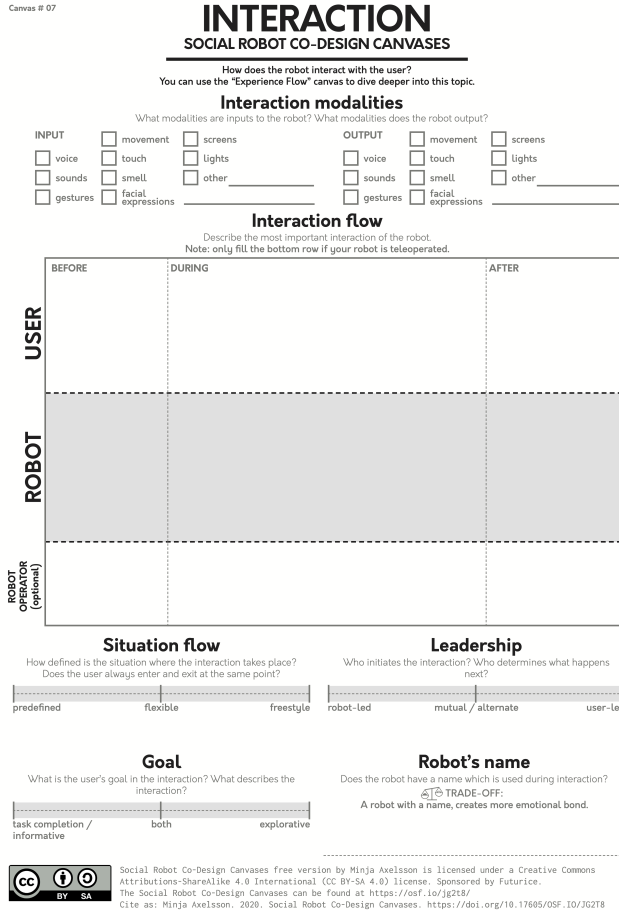 Canvas # 07
INTERACTION
SOCIAL ROBOT CO-DESIGN CANVASES
How does the robot interact with the user?
You can use the “Experience Flow” canvas to dive deeper into this topic.
Interaction modalities
What modalities are inputs to the robot? What modalities does the robot output?
INPUT
movement
screens
voice
touch
lights
sounds
smell
other
gestures
facial
expressions
OUTPUT
movement
screens
voice
touch
lights
sounds
smell
other
gestures
facial
expressions
Interaction flow
Describe the most important interaction of the robot.
Note: only fill the bottom row if your robot is teleoperated.
BEFORE
DURING
AFTER
USER
ROBOT
ROBOT
OPERATOR
(optional)
Situation flow
How defined is the situation where the interaction takes place?
Does the user always enter and exit at the same point?
predefined
flexible
freestyle
Leadership
Who initiates the interaction? Who determines what happens
next?
robot-led
mutual / alternate
user-le
Goal
What is the user’s goal in the interaction? What describes the
interaction?
task completion /
informative
both
explorative
Robot’s name
Does the robot have a name which is used during interaction?
TRADE-OFF:
A robot with a name, creates more emotional bond.
cc
BY SA
Social Robot Co-Design Canvases free version by Minja Axelsson is licensed under a Creative Commons
Attributions-ShareAlike 4.0 International (CC BY-SA 4.0) license. Sponsored by Futurice.
The Social Robot Co-Design Canvases can be found at https://osf.io/jg2t8/
Cite as: Minja Axelsson. 2020. Social Robot Co-Design Canvases. https://doi.org/10.17605/OSF.IO/JG2T8